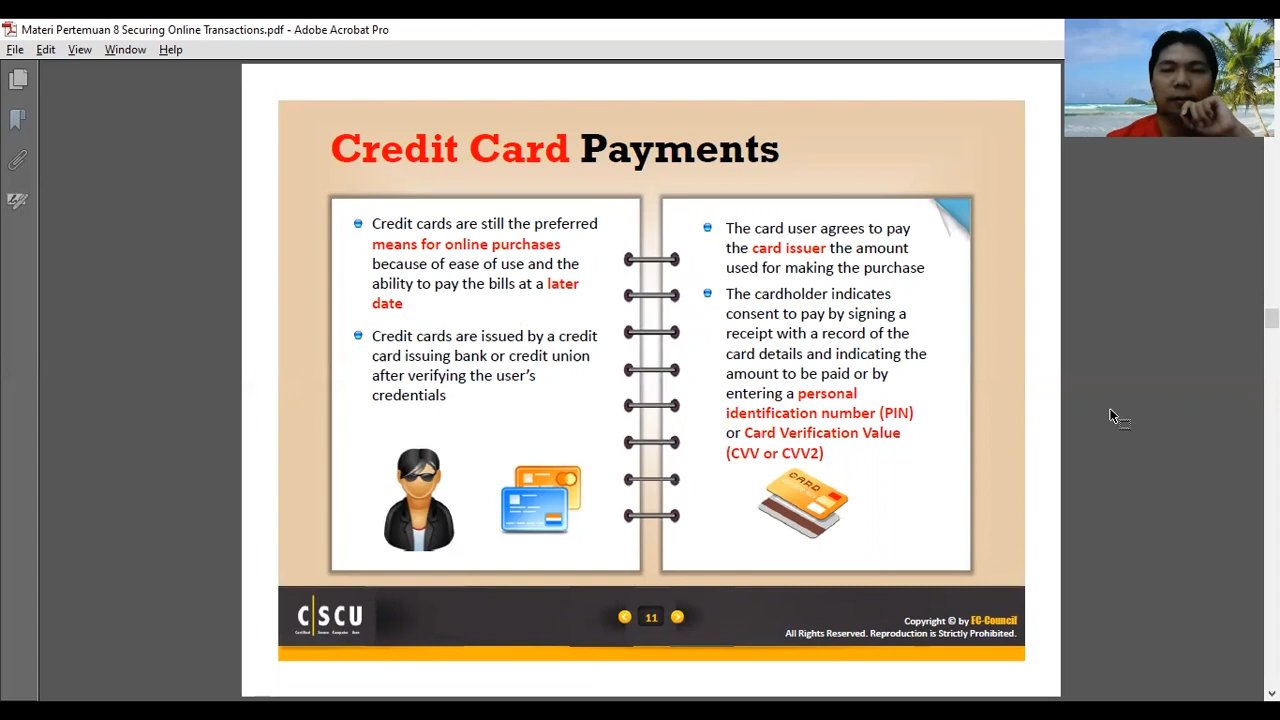 Materi Pertemuan 8 Securing Online Transactions.pdf - Adobe Acrobat Pro
File Edit View Window Help
Credit Card Payments
Credit cards are still the preferred
means for online purchases
because of ease of use and the
ability to pay the bills at a later
date
Credit cards are issued by a credit
card issuing bank or credit union
after verifying the user's
credentials
The card user agrees to pay
the card issuer the amount
used for making the purchase
The cardholder indicates
consent to pay by signing a
receipt with a record of the
card details and indicating the
amount to be paid or by
entering a personal
identification number (PIN)
or Card Verification Value
(CVV or CVV2)
CARD
CSCU
Certified Secure Computer User
11
Copyright © by EC-Council
All Rights Reserved. Reproduction is Strictly Prohibited.